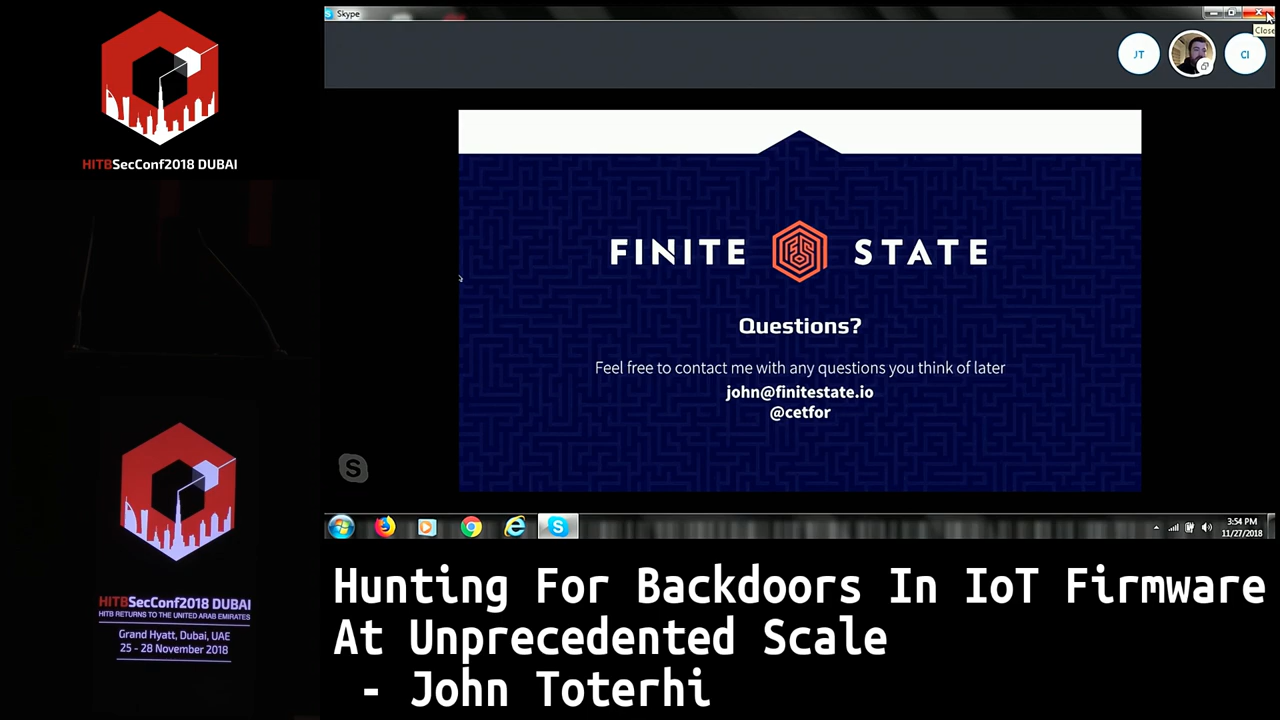 HITBSecConf2018 DUBAI
Skype
Close
JT
CI
FINITE STATE
Questions?
Feel free to contact me with any questions you think of later
john@finitestate.io
@cetfor
S
3:54 PM
11/27/2018
HITBSecConf2018 DUBAI
HITB RETURNS TO THE UNITED ARAB EMIRATES
Grand Hyatt, Dubai, UAE
25 - 28 November 2018
Hunting For Backdoors In IoT Firmware
At Unprecedented Scale
- John Toterhi